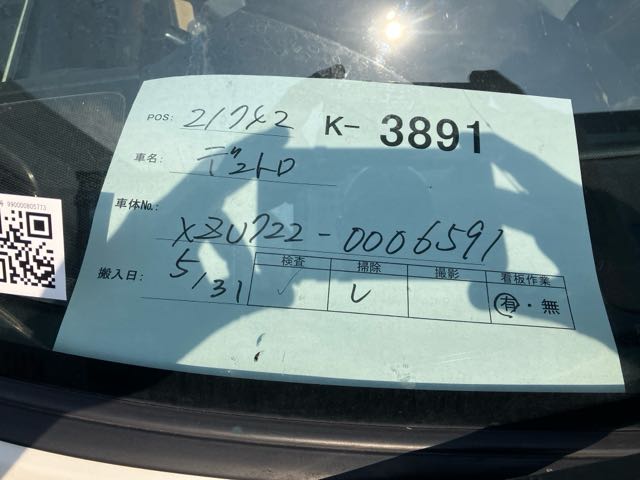 POS: 21742 K- 3891
車名: デュトロ
車体No.: XZU722-0006591
搬入日: 5/31
検査 掃除 撮影 看板作業
✓ レ 有・無
990000805713